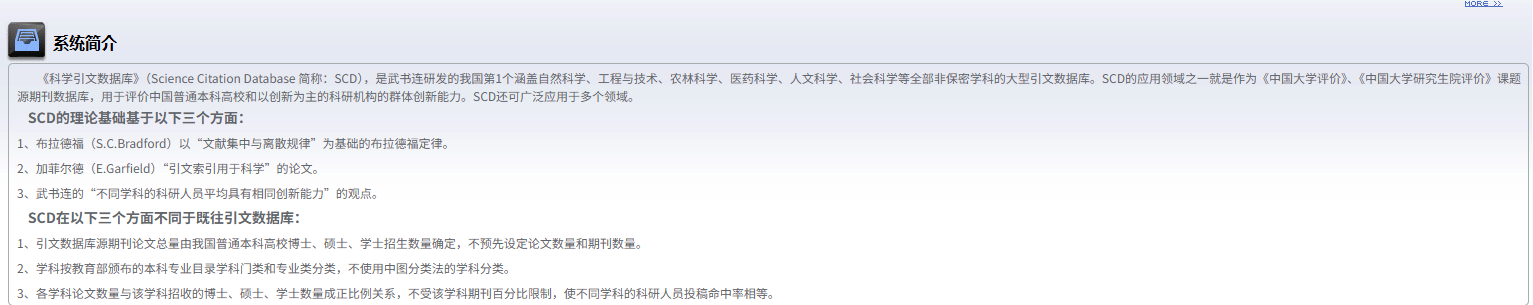 MORE >>
系统简介
《科学引文数据库》（Science Citation Database 简称：SCD），是武书连研发的我国第1个涵盖自然科学、工程与技术、农林科学、医药科学、人文科学、社会科学等全部非保密学科的大型引文数据库。SCD的应用领域之一就是作为《中国大学评价》、《中国大学研究生院评价》课题
源期刊数据库，用于评价中国普通本科高校和以创新为主的科研机构的群体创新能力。SCD还可广泛应用于多个领域。
SCD的理论基础基于以下三个方面：
1、布拉德福（S.C.Bradford）以“文献集中与离散规律”为基础的布拉德福定律。
2、加菲尔德（E.Garfield）“引文索引用于科学”的论文。
3、武书连的“不同学科的科研人员平均具有相同创新能力”的观点。
SCD在以下三个方面不同于既往引文数据库：
1、引文数据库源期刊论文总量由我国普通本科高校博士、硕士、学士招生数量确定，不预先设定论文数量和期刊数量。
2、学科按教育部颁布的本科专业目录学科门类和专业类分类，不使用中图分类法的学科分类。
3、各学科论文数量与该学科招收的博士、硕士、学士数量成正比例关系，不受该学科期刊百分比限制，使不同学科的科研人员投稿命中率相等。